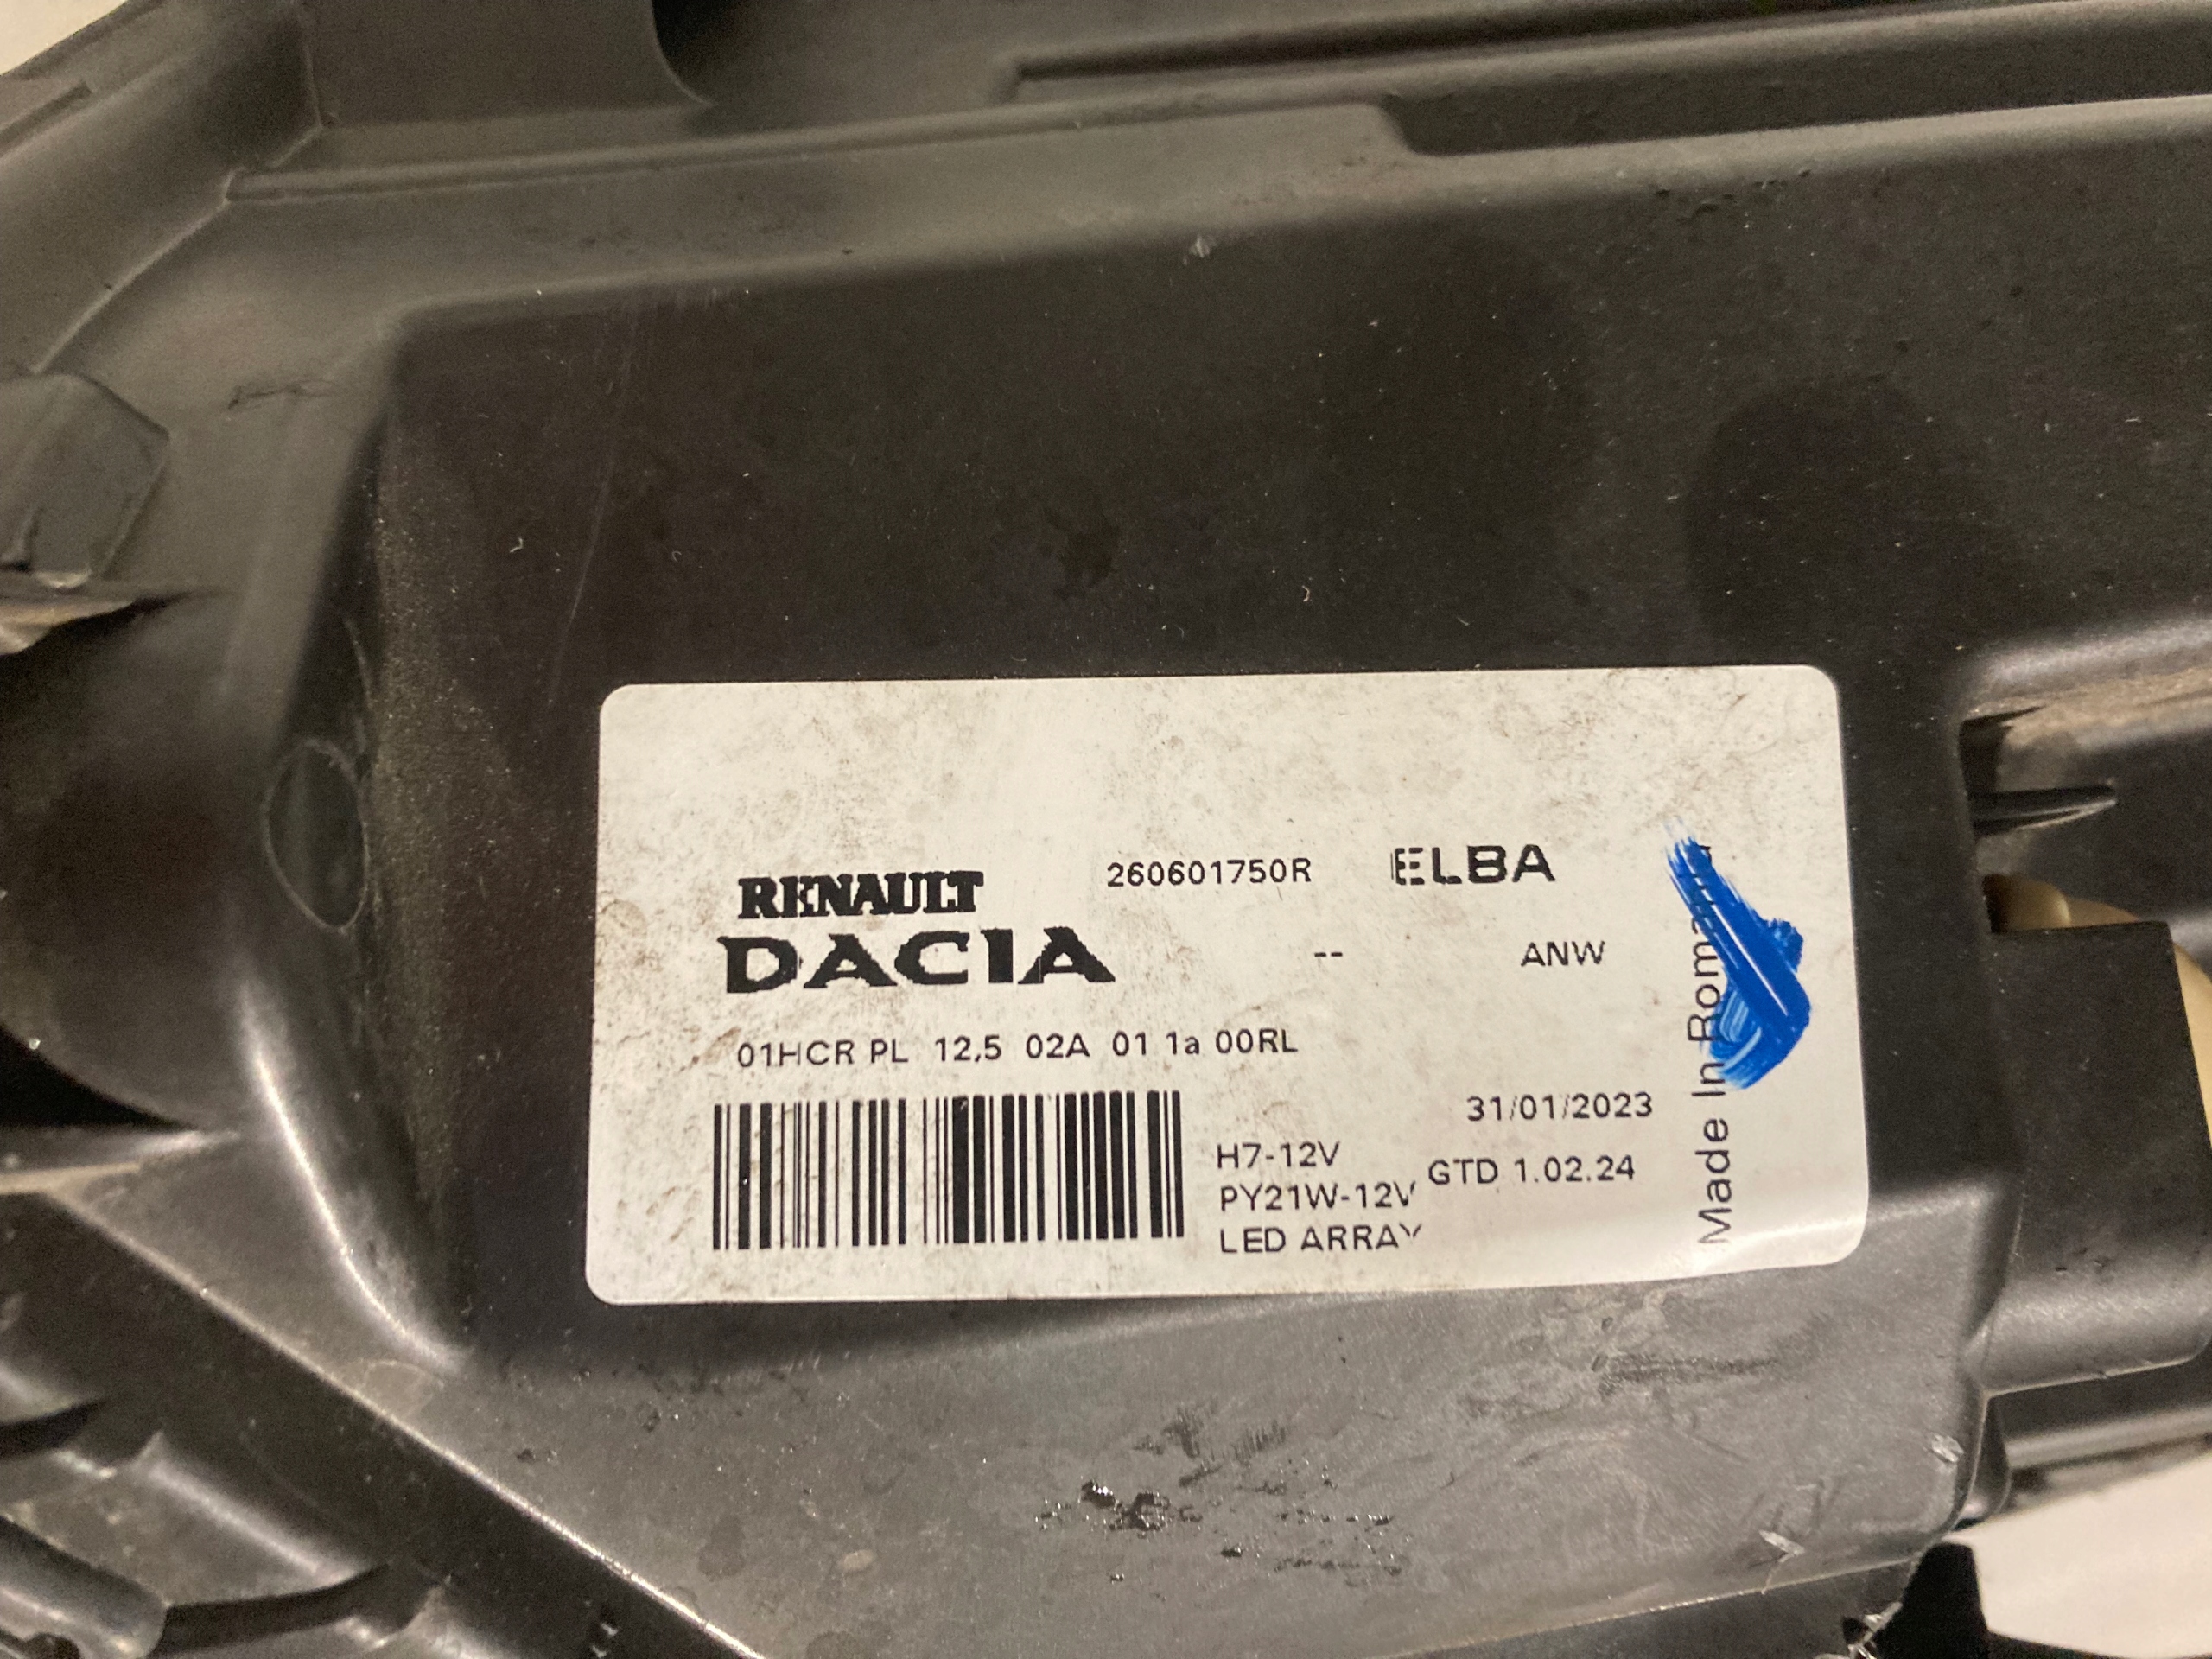 RENAULT 260601750R ELBA
DACIA -- ANW
01HCR PL 12,5 02A 01 1a 00RL
31/01/2023
H7-12V
PY21W-12V GTD 1.02.24
LED ARRAY
Made In